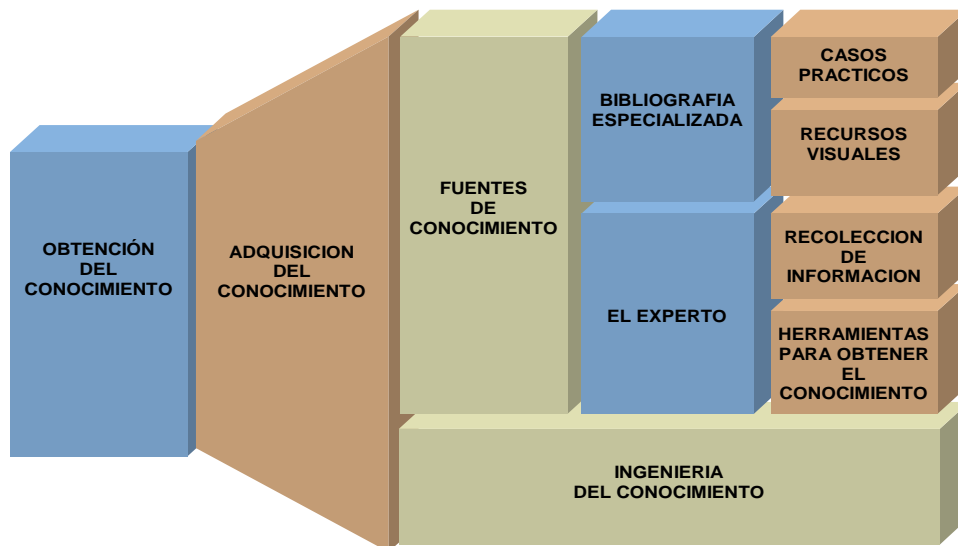 OBTENCIÓN
DEL
CONOCIMIENTO
ADQUISICION
DEL
CONOCIMIENTO
FUENTES
DE
CONOCIMIENTO
BIBLIOGRAFIA
ESPECIALIZADA
EL EXPERTO
CASOS
PRACTICOS
RECURSOS
VISUALES
RECOLECCION
DE
INFORMACION
HERRAMIENTAS
PARA OBTENER
EL
CONOCIMIENTO
INGENIERIA
DEL CONOCIMIENTO